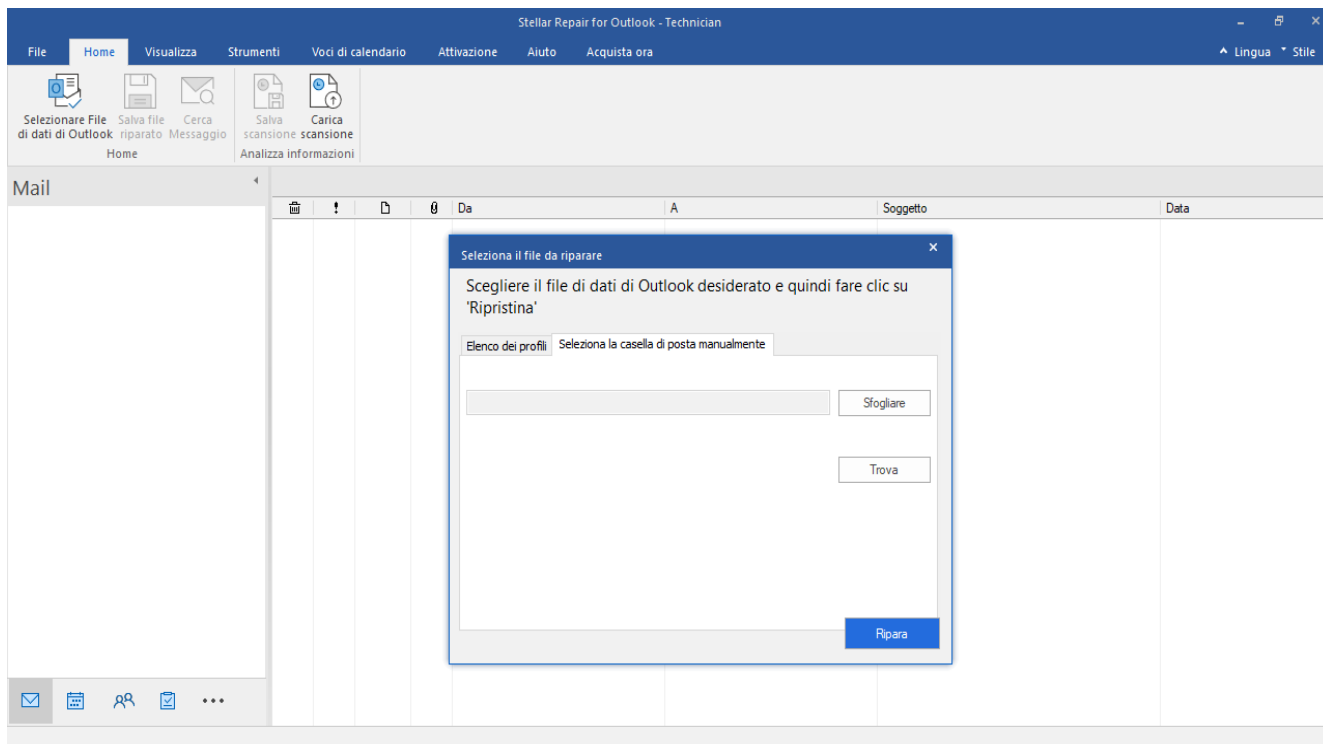 Stellar Repair for Outlook - Technician
File Home Visualizza Strumenti Voci di calendario Attivazione Aiuto Acquista ora Lingua Stile
Selezionare File Salva file Cerca Salva Carica
di dati di Outlook riparato Messaggio scansione scansione
Home Analizza informazioni
Mail
Da A Soggetto Data
Seleziona il file da riparare
Scegliere il file di dati di Outlook desiderato e quindi fare clic su
'Ripristina'
Elenco dei profili Seleziona la casella di posta manualmente
Sfogliare
Trova
Ripara